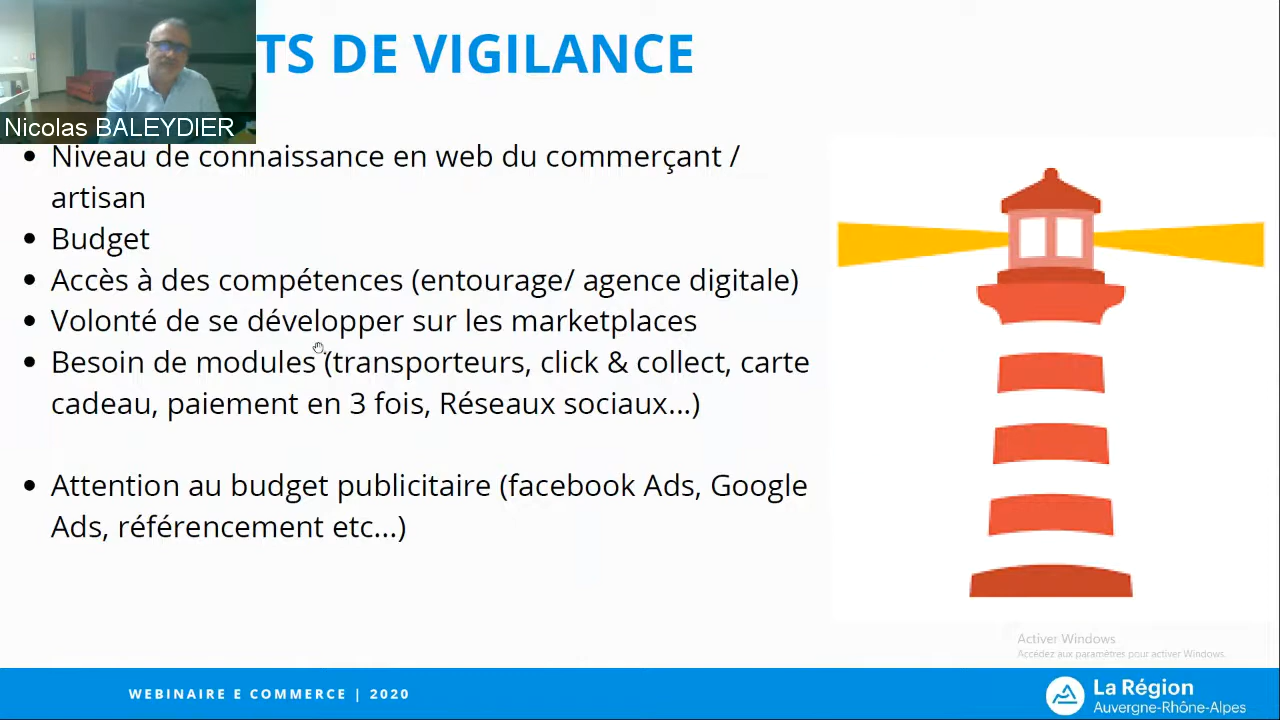 TS DE VIGILANCE
Nicolas BALEYDIER
• Niveau de connaissance en web du commerçant /
artisan
• Budget
• Accès à des compétences (entourage/ agence digitale)
• Volonté de se développer sur les marketplaces
• Besoin de modules (transporteurs, click & collect, carte
cadeau, paiement en 3 fois, Réseaux sociaux...)
• Attention au budget publicitaire (facebook Ads, Google
Ads, référencement etc...)
Activer Windows
Accédez aux paramètres pour activer Windows.
WEBINAIRE E COMMERCE | 2020
La Région
Auvergne-Rhône-Alpes